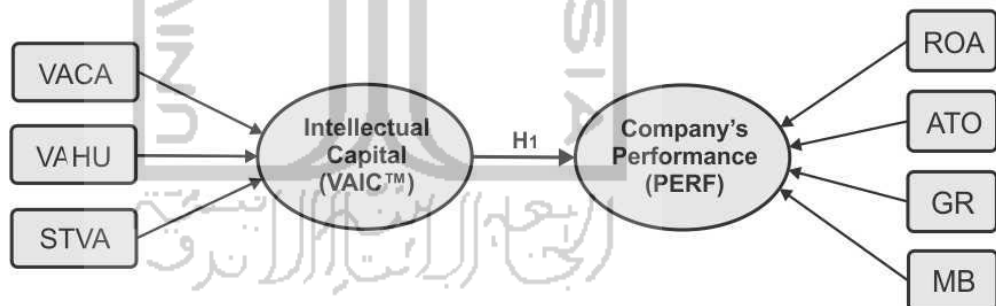 VACA
VAHU
STVA
Intellectual
Capital
(VAIC™)
H1
Company's
Performance
(PERF)
ROA
ATO
GR
MB